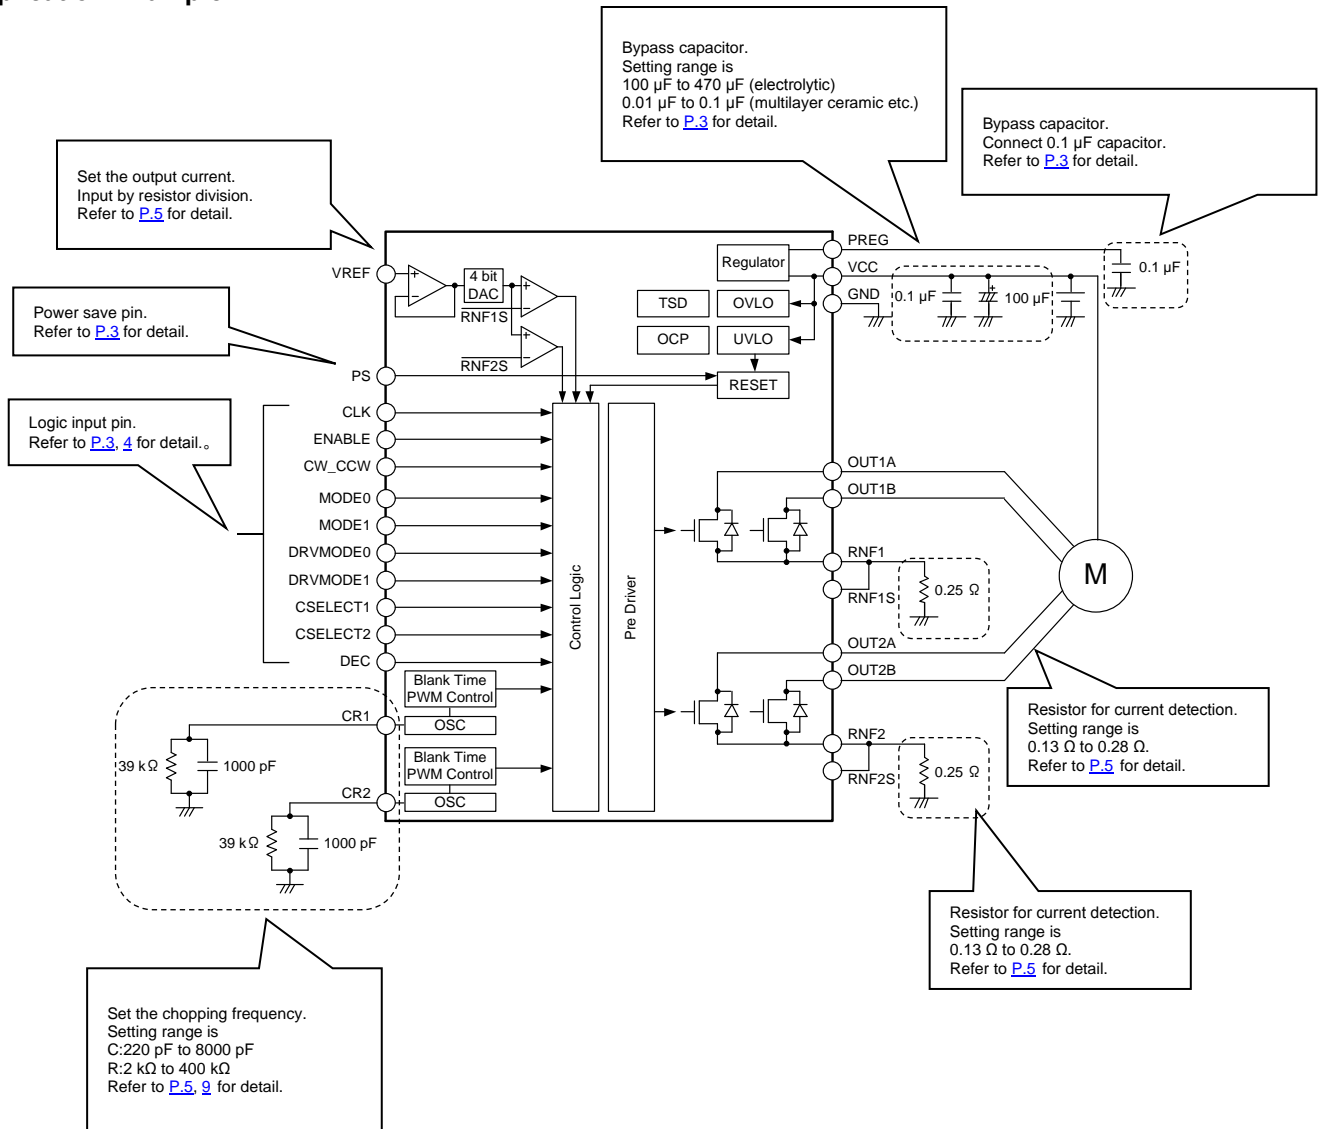 Bypass capacitor.
Setting range is
100 µF to 470 µF (electrolytic)
0.01 µF to 0.1 µF (multilayer ceramic etc.)
Refer to P.3 for detail.
Bypass capacitor.
Connect 0.1 µF capacitor.
Refer to P.3 for detail.
Set the output current.
Input by resistor division.
Refer to P.5 for detail.
Power save pin.
Refer to P.3 for detail.
Logic input pin.
Refer to P.3, 4 for detail.。
VREF
PS
CLK
ENABLE
CW_CCW
MODE0
MODE1
DRVMODE0
DRVMODE1
CSELECT1
CSELECT2
DEC
CR1
CR2
4 bit
DAC
RNF1S
RNF2S
Regulator
TSD
OVLO
OCP
UVLO
RESET
Control Logic
Pre Driver
Blank Time
PWM Control
OSC
Blank Time
PWM Control
OSC
PREG
VCC
GND
0.1 µF
100 µF
0.1 µF
OUT1A
OUT1B
RNF1
RNF1S
0.25 Ω
M
OUT2A
OUT2B
RNF2
RNF2S
0.25 Ω
39 kΩ
1000 pF
39 kΩ
1000 pF
Resistor for current detection.
Setting range is
0.13 Ω to 0.28 Ω.
Refer to P.5 for detail.
Resistor for current detection.
Setting range is
0.13 Ω to 0.28 Ω.
Refer to P.5 for detail.
Set the chopping frequency.
Setting range is
C:220 pF to 8000 pF
R:2 kΩ to 400 kΩ
Refer to P.5, 9 for detail.